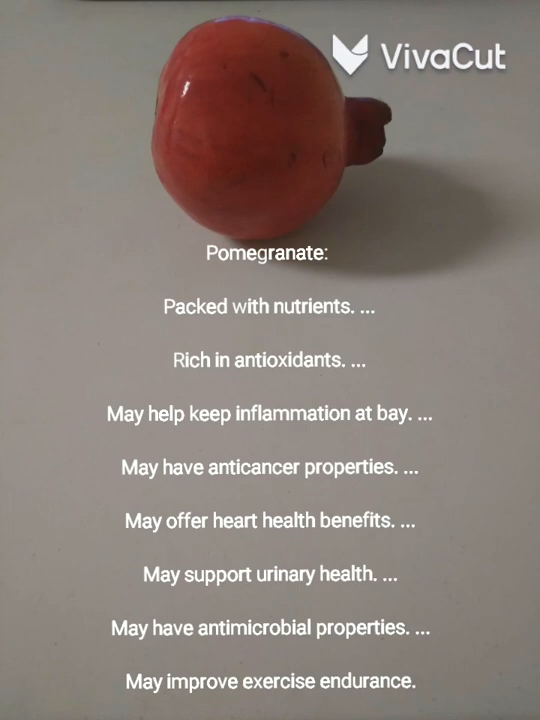 VivaCut
Pomegranate:
Packed with nutrients. ...
Rich in antioxidants. ...
May help keep inflammation at bay. ...
May have anticancer properties. ...
May offer heart health benefits. ...
May support urinary health. ...
May have antimicrobial properties. ...
May improve exercise endurance.